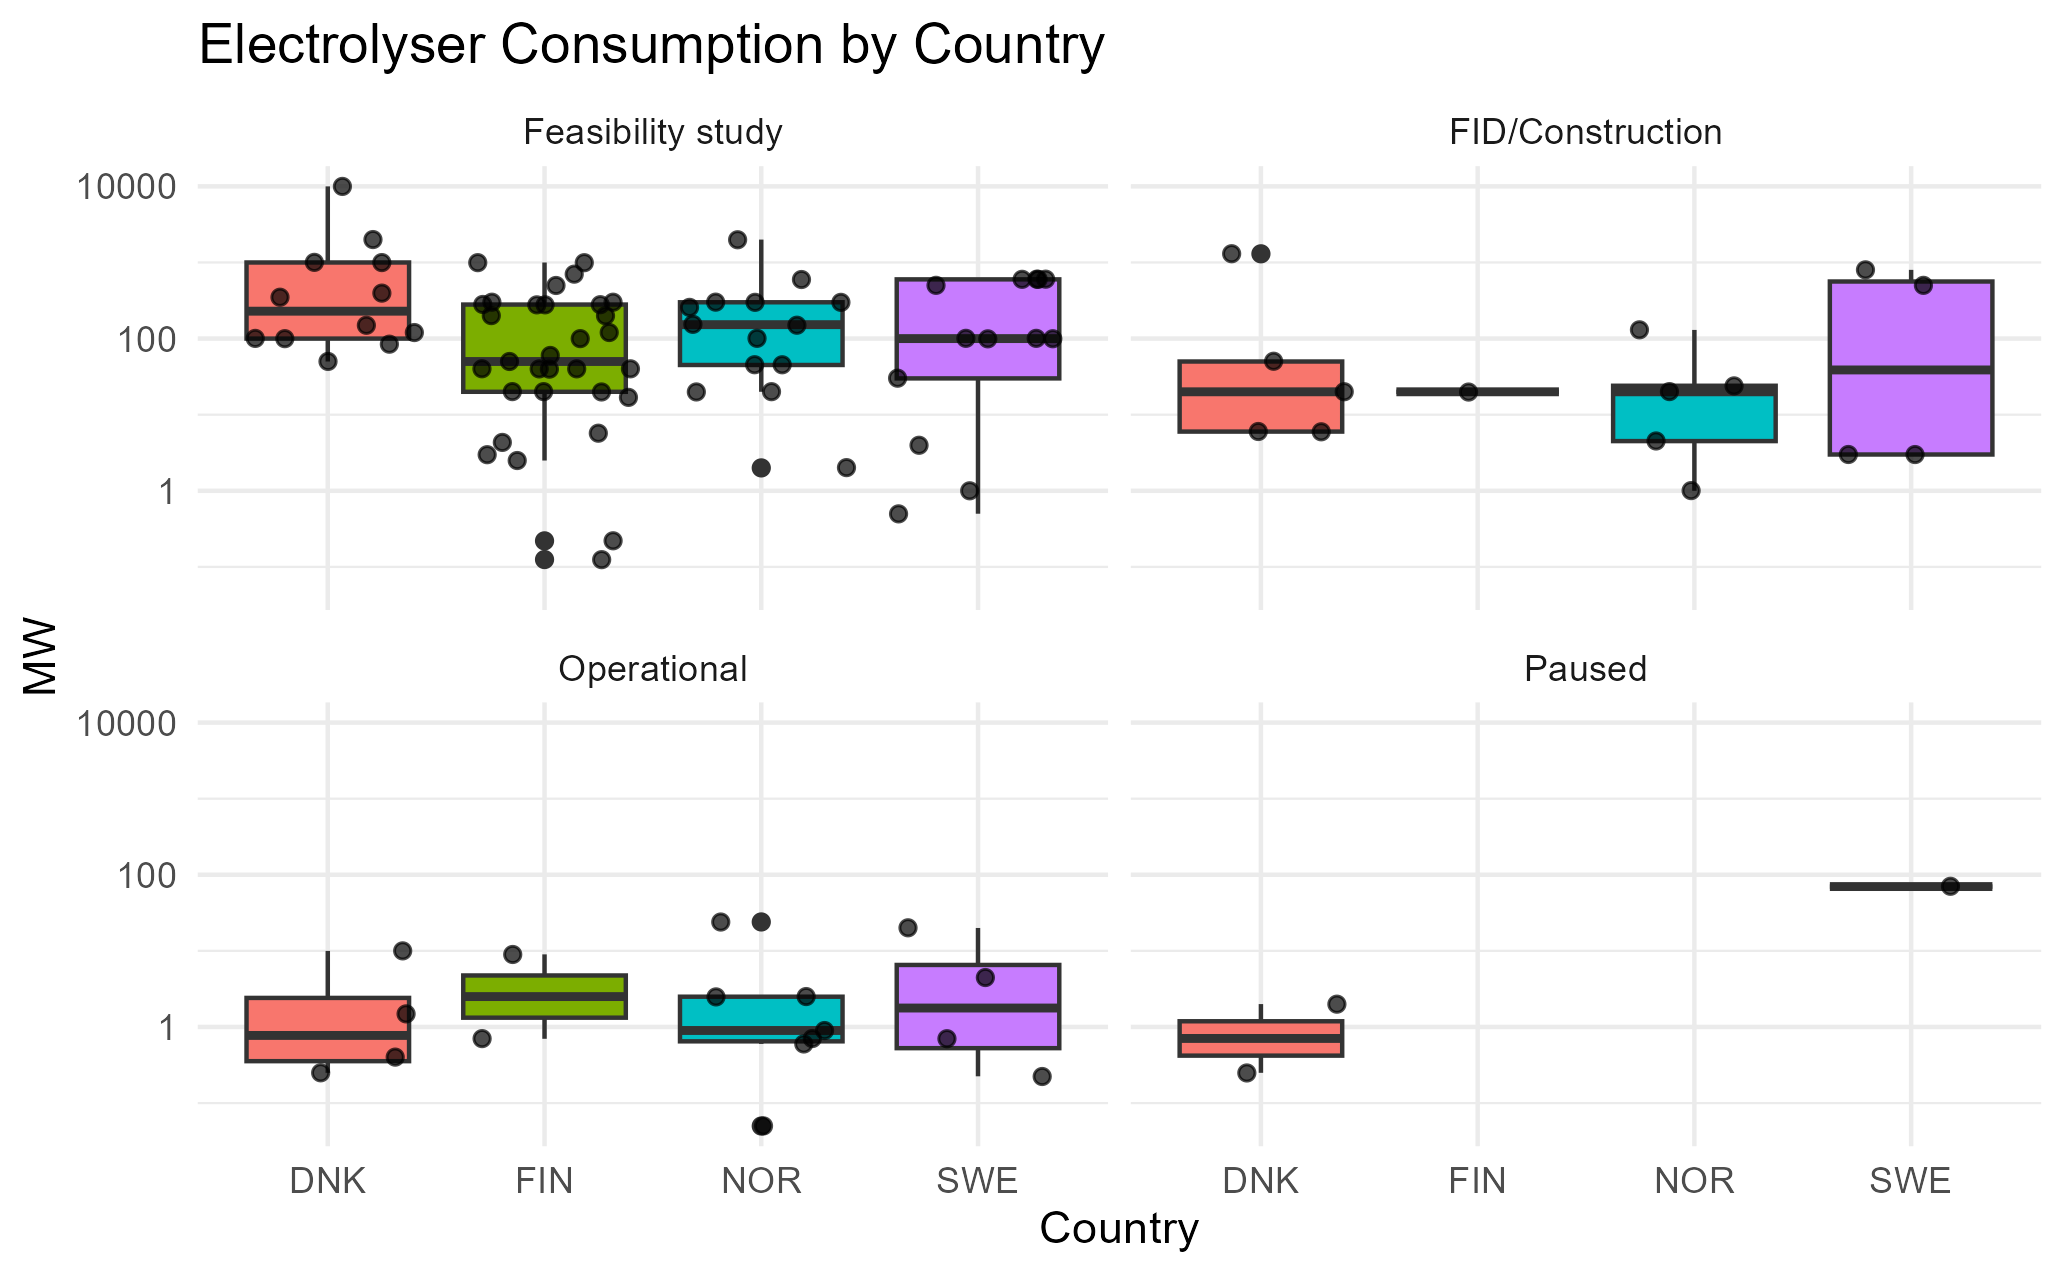 Electrolyser Consumption by Country
Feasibility study
FID/Construction
10000
100
1
MW
Operational
Paused
10000
100
1
DNK FIN NOR SWE DNK FIN NOR SWE
Country